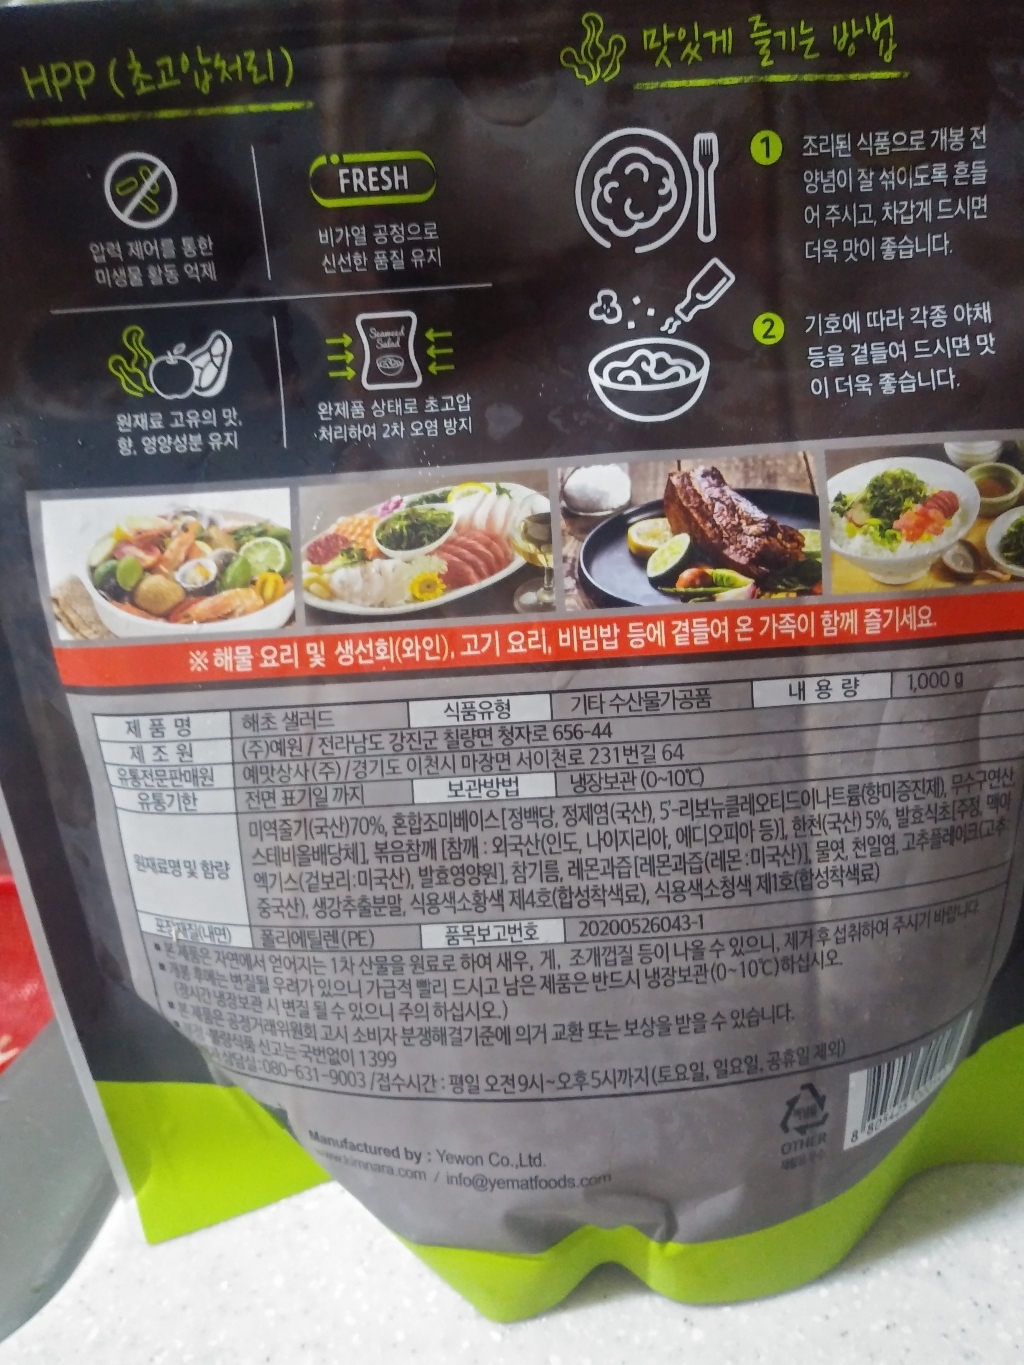 HPP (초고압처리)
압력 제어를 통한
미생물 활동 억제
FRESH
비가열 공정으로
신선한 품질 유지
원재료 고유의 맛,
향, 영양성분 유지
Seaweed
Salad
완제품 상태로 초고압
처리하여 2차 오염 방지
맛있게 즐기는 방법
1 조리된 식품으로 개봉 전
양념이 잘 섞이도록 흔들
어 주시고, 차갑게 드시면
더욱 맛이 좋습니다.
2 기호에 따라 각종 야채
등을 곁들여 드시면 맛
이 더욱 좋습니다.
※ 해물 요리 및 생선회(와인), 고기 요리, 비빔밥 등에 곁들여 온 가족이 함께 즐기세요.
제 품 명 해초 샐러드 식품유형 기타 수산물가공품 내 용 량 1,000 g
제 조 원 (주)예원 / 전라남도 강진군 칠량면 청자로 656-44
유통전문판매원 예맛상사(주)/경기도 이천시 마장면 서이천로 231번길 64
유통기한 전면 표기일 까지 보관방법 냉장보관 (0~10℃)
원재료명 및 함량
미역줄기(국산)70%, 혼합조미베이스[정백당, 정제염(국산), 5'-리보뉴클레오티드이나트륨(향미증진제), 무수구연산
스테비올배당체], 볶음참깨 [참깨 : 외국산(인도, 나이지리아, 에디오피아 등)], 한천(국산) 5%, 발효식초[주정, 맥아
엑기스(겉보리:미국산), 발효영양원], 참기름, 레몬과즙[레몬과즙(레몬:미국산)], 물엿, 천일염, 고추플레이크(고추:
중국산), 생강추출분말, 식용색소황색 제4호(합성착색료), 식용색소청색 제1호(합성착색료)
포장재질(내면) 폴리에틸렌(PE) 품목보고번호 20200526043-1
■ 본 제품은 자연에서 얻어지는 1차 산물을 원료로 하여 새우, 게, 조개껍질 등이 나올 수 있으니, 제거 후 섭취하여 주시기 바랍니다.
■ 개봉 후에는 변질될 우려가 있으니 가급적 빨리 드시고 남은 제품은 반드시 냉장보관(0~10℃)하십시오.
(장시간 냉장보관 시 변질 될 수 있으니 주의 하십시오.)
■ 본 제품은 공정거래위원회 고시 소비자 분쟁해결기준에 의거 교환 또는 보상을 받을 수 있습니다.
불량식품 신고는 국번없이 1399
상담실:080-631-9003 /접수시간 : 평일 오전9시~오후5시까지(토요일, 일요일, 공휴일 제외)
OTHER
Manufactured by : Yewon Co.,Ltd.
/ info@yematfoods.com